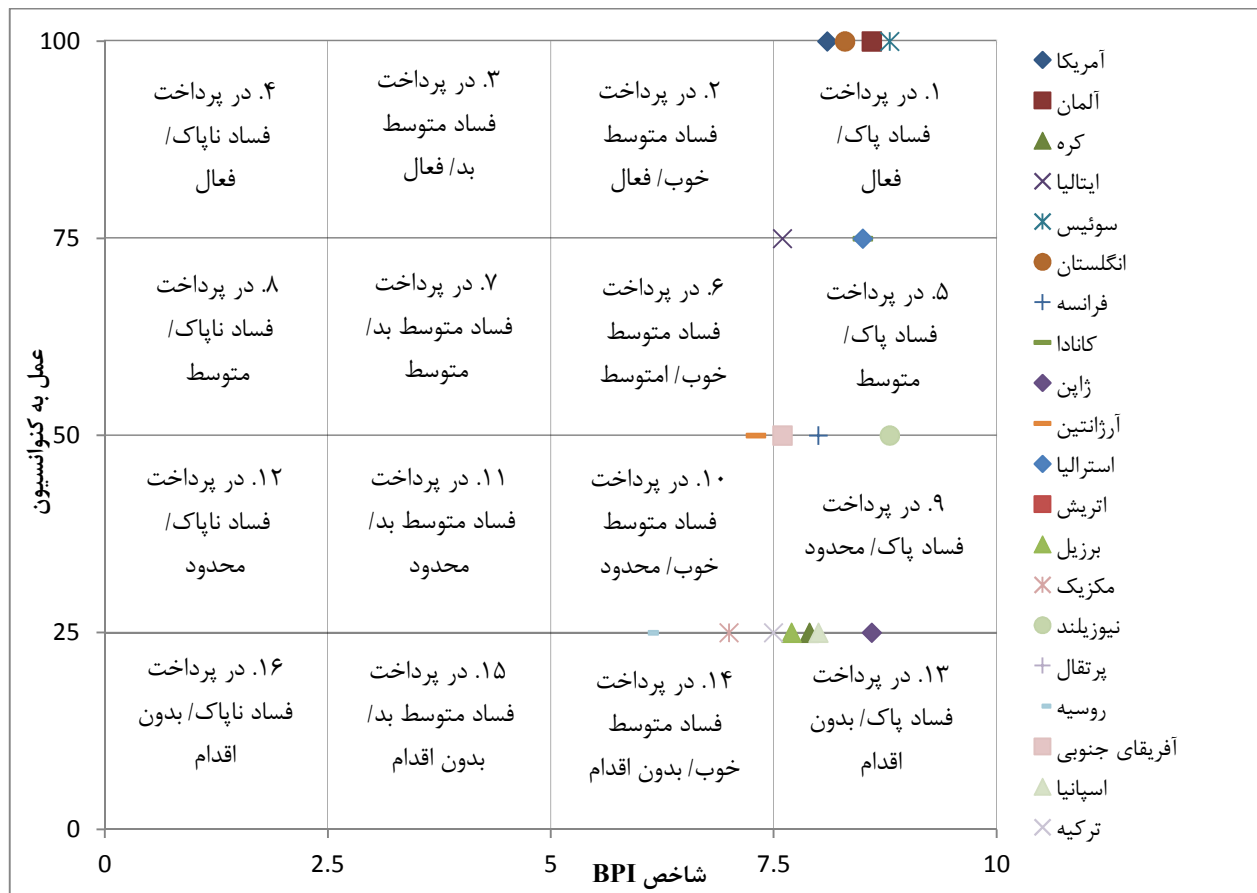 100
75
50
25
0
0
2.5
5
7.5
10
عمل به کنوانسیون
شاخص BPI
۱. در پرداخت
فساد پاک/
فعال
۲. در پرداخت
فساد متوسط
خوب/ فعال
۳. در پرداخت
فساد متوسط
بد/ فعال
۴. در پرداخت
فساد ناپاک/
فعال
۵. در پرداخت
فساد پاک/
متوسط
۶. در پرداخت
فساد متوسط
خوب/ امتوسط
۷. در پرداخت
فساد متوسط بد/
متوسط
۸. در پرداخت
فساد ناپاک/
متوسط
۹. در پرداخت
فساد پاک/ محدود
۱۰. در پرداخت
فساد متوسط
خوب/ محدود
۱۱. در پرداخت
فساد متوسط بد/
محدود
۱۲. در پرداخت
فساد ناپاک/
محدود
۱۳. در پرداخت
فساد پاک/ بدون
اقدام
۱۴. در پرداخت
فساد متوسط
خوب/ بدون اقدام
۱۵. در پرداخت
فساد متوسط بد/
بدون اقدام
۱۶. در پرداخت
فساد ناپاک/ بدون
اقدام
آمریکا
آلمان
کره
ایتالیا
سوئیس
انگلستان
فرانسه
کانادا
ژاپن
آرژانتین
استرالیا
اتریش
برزیل
مکزیک
نیوزیلند
پرتقال
روسیه
آفریقای جنوبی
اسپانیا
ترکیه